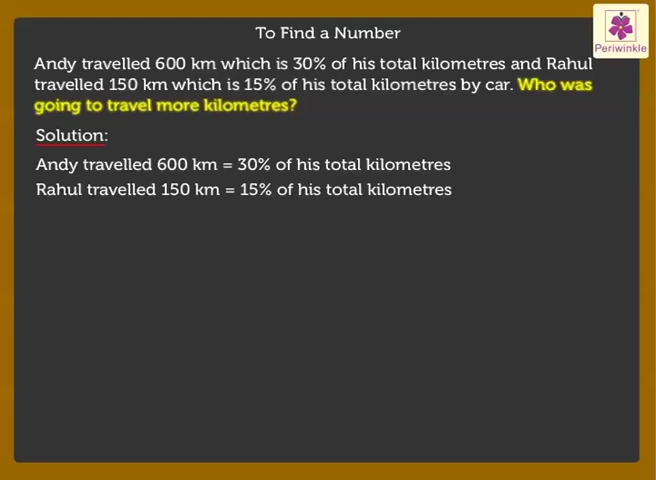 To Find a Number
Periwinkle
Andy travelled 600 km which is 30% of his total kilometres and Rahul
travelled 150 km which is 15% of his total kilometres by car. Who was
going to travel more kilometres?
Solution:
Andy travelled 600 km = 30% of his total kilometres
Rahul travelled 150 km = 15% of his total kilometres